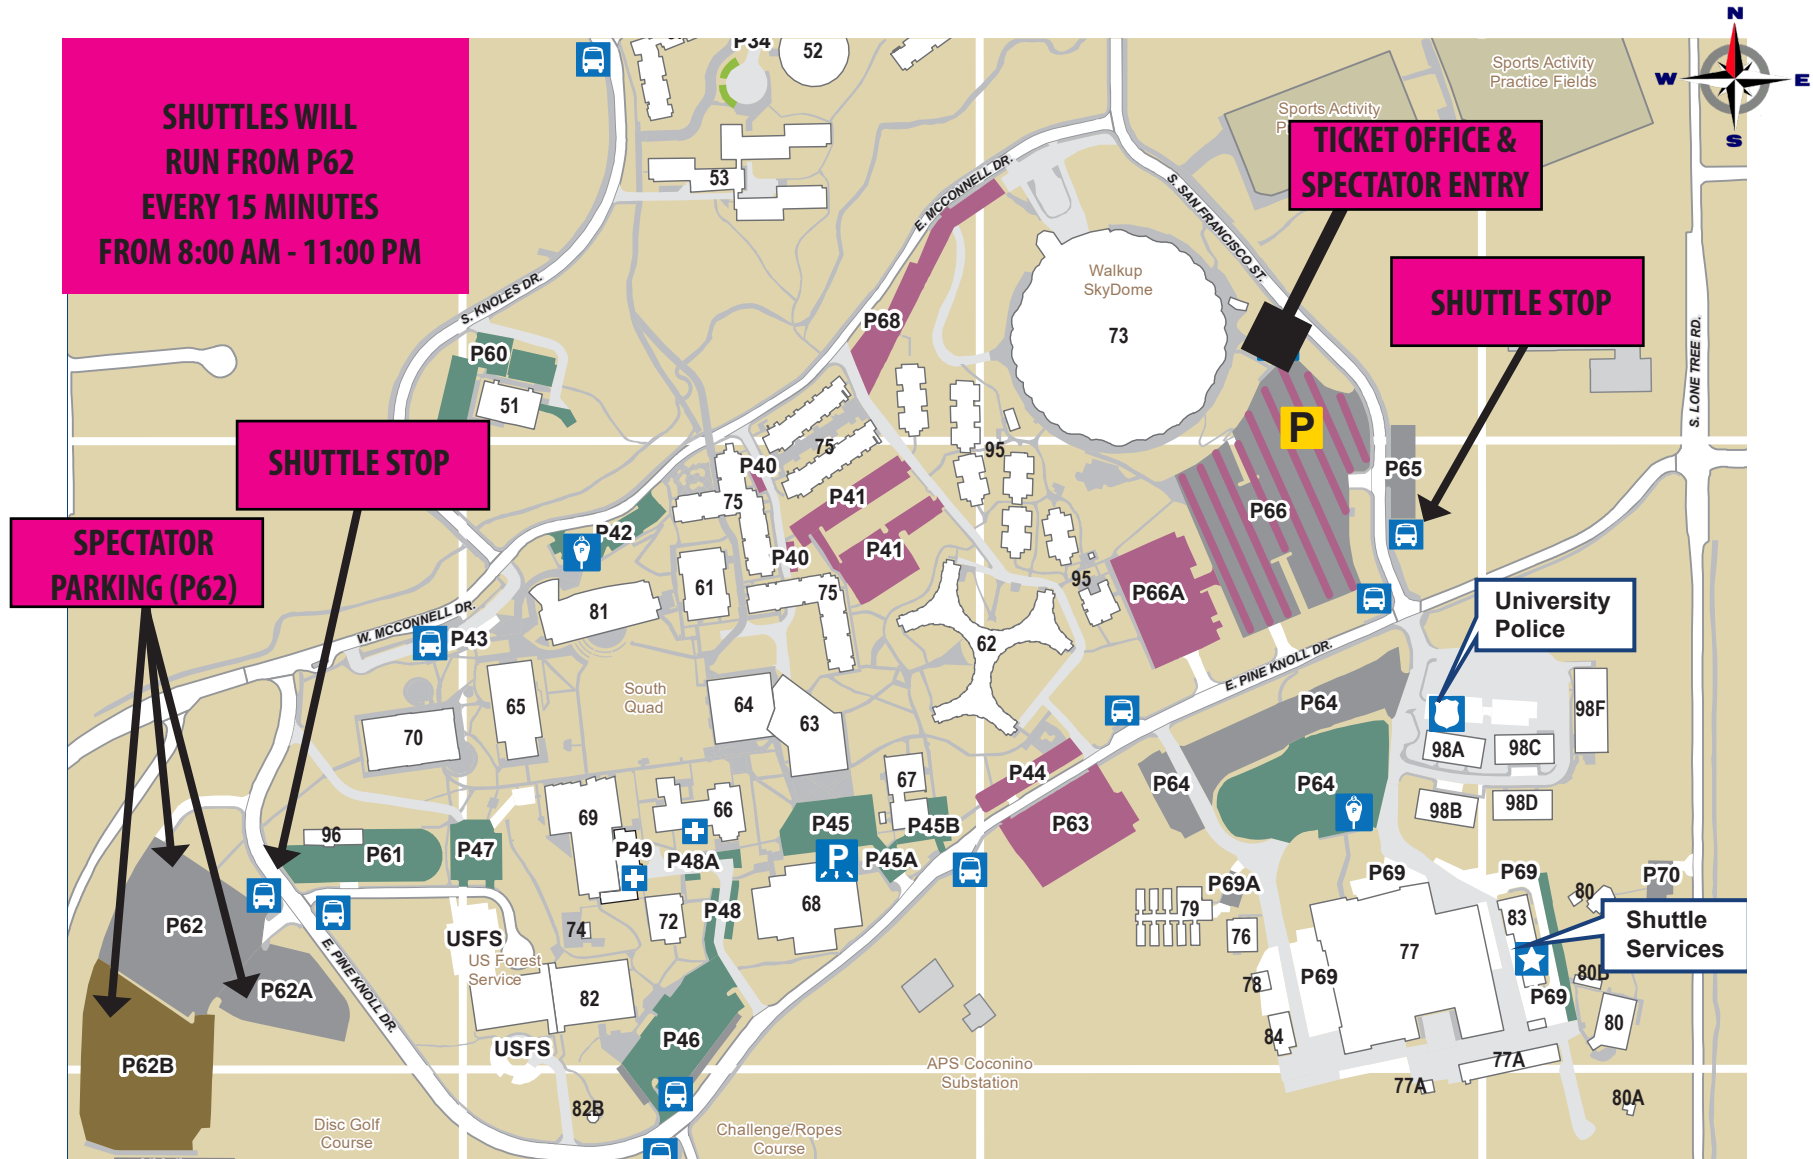 N
W
E
S
SHUTTLES WILL
RUN FROM P62
EVERY 15 MINUTES
FROM 8:00 AM - 11:00 PM
P34
52
53
Sports Activity
Practice Fields
Sports Activity
TICKET OFFICE &
SPECTATOR ENTRY
E. MCCONNELL DR.
S. SAN FRANCISCO ST.
S. KNOLES DR.
Walkup
SkyDome
73
SHUTTLE STOP
S. LONE TREE RD.
P68
P60
51
P
SHUTTLE STOP
75
95
P40
P41
P65
75
P66
P42
P40
P41
SPECTATOR
PARKING (P62)
61
75
95
P66A
81
W. MCCONNELL DR.
P43
62
University
Police
E. PINE KNOLL DR.
South
Quad
65
64
63
70
P64
98F
98A
98C
P44
67
P64
P64
98B
98D
69
66
P45
P45B
P63
96
P61
P47
P49
P48A
P
P45A
P69A
P69
P69
P70
80
P62
USFS
US Forest
Service
74
72
P48
68
79
76
77
83
Shuttle
Services
P62A
E. PINE KNOLL DR.
82
78
P69
80B
P69
P46
84
80
P62B
USFS
APS Coconino
Substation
77A
77A
82B
80A
Disc Golf
Course
Challenge/Ropes
Course